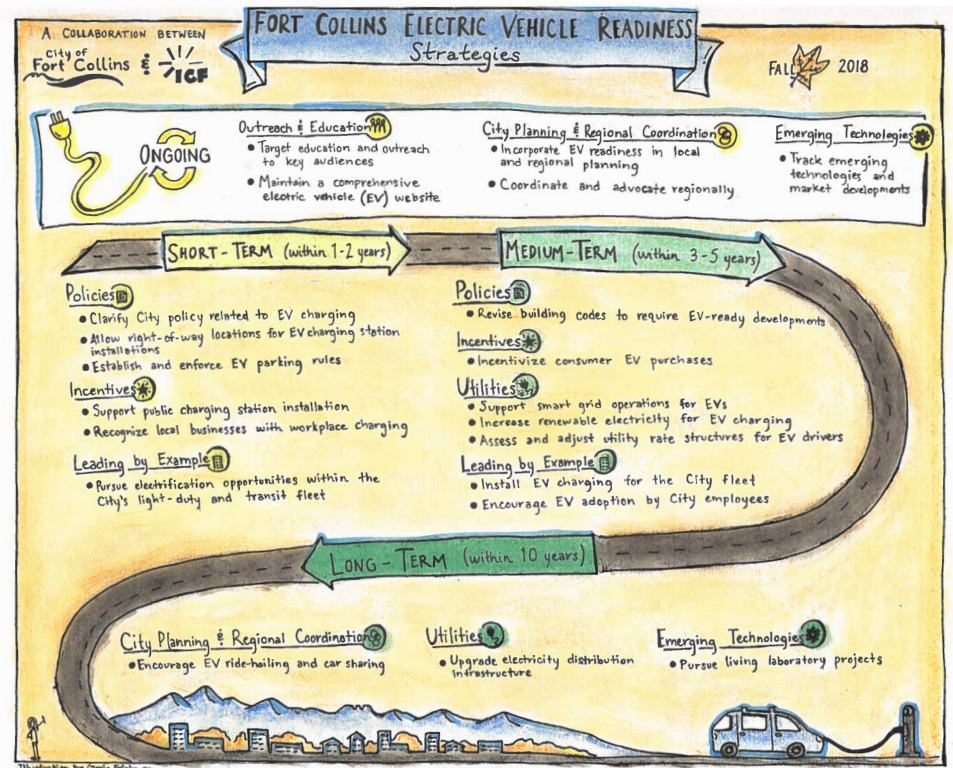 FORT COLLINS ELECTRIC VEHICLE READINESS
Strategies
A COLLABORATION BETWEEN
City of
Fort Collins
&
ICF
FALL 2018
ONGOING
Outreach & Education
• Target education and outreach
to key audiences
• Maintain a comprehensive
electric vehicle (EV) website
City Planning & Regional Coordination
• Incorporate EV readiness in local
and regional planning
• Coordinate and advocate regionally
Emerging Technologies
• Track emerging
technologies and
market developments
SHORT-TERM (within 1-2 years)
Policies
• Clarify City policy related to EV charging
• Allow right-of-way locations for EV charging station
installations
• Establish and enforce EV parking rules
Incentives
• Support public charging station installation
• Recognize local businesses with workplace charging
Leading by Example
• Pursue electrification opportunities within the
City's light-duty and transit fleet
MEDIUM-TERM (within 3-5 years)
Policies
• Revise building codes to require EV-ready developments
Incentives
• Incentivize consumer EV purchases
Utilities
• Support smart grid operations for EVs
• Increase renewable electricity for EV charging
• Assess and adjust utility rate structures for EV drivers
Leading by Example
• Install EV charging for the City fleet
• Encourage EV adoption by City employees
LONG-TERM (within 10 years)
City Planning & Regional Coordination
• Encourage EV ride-hailing and car sharing
Utilities
• Upgrade electricity distribution
infrastructure
Emerging Technologies
• Pursue living laboratory projects
Illustration by